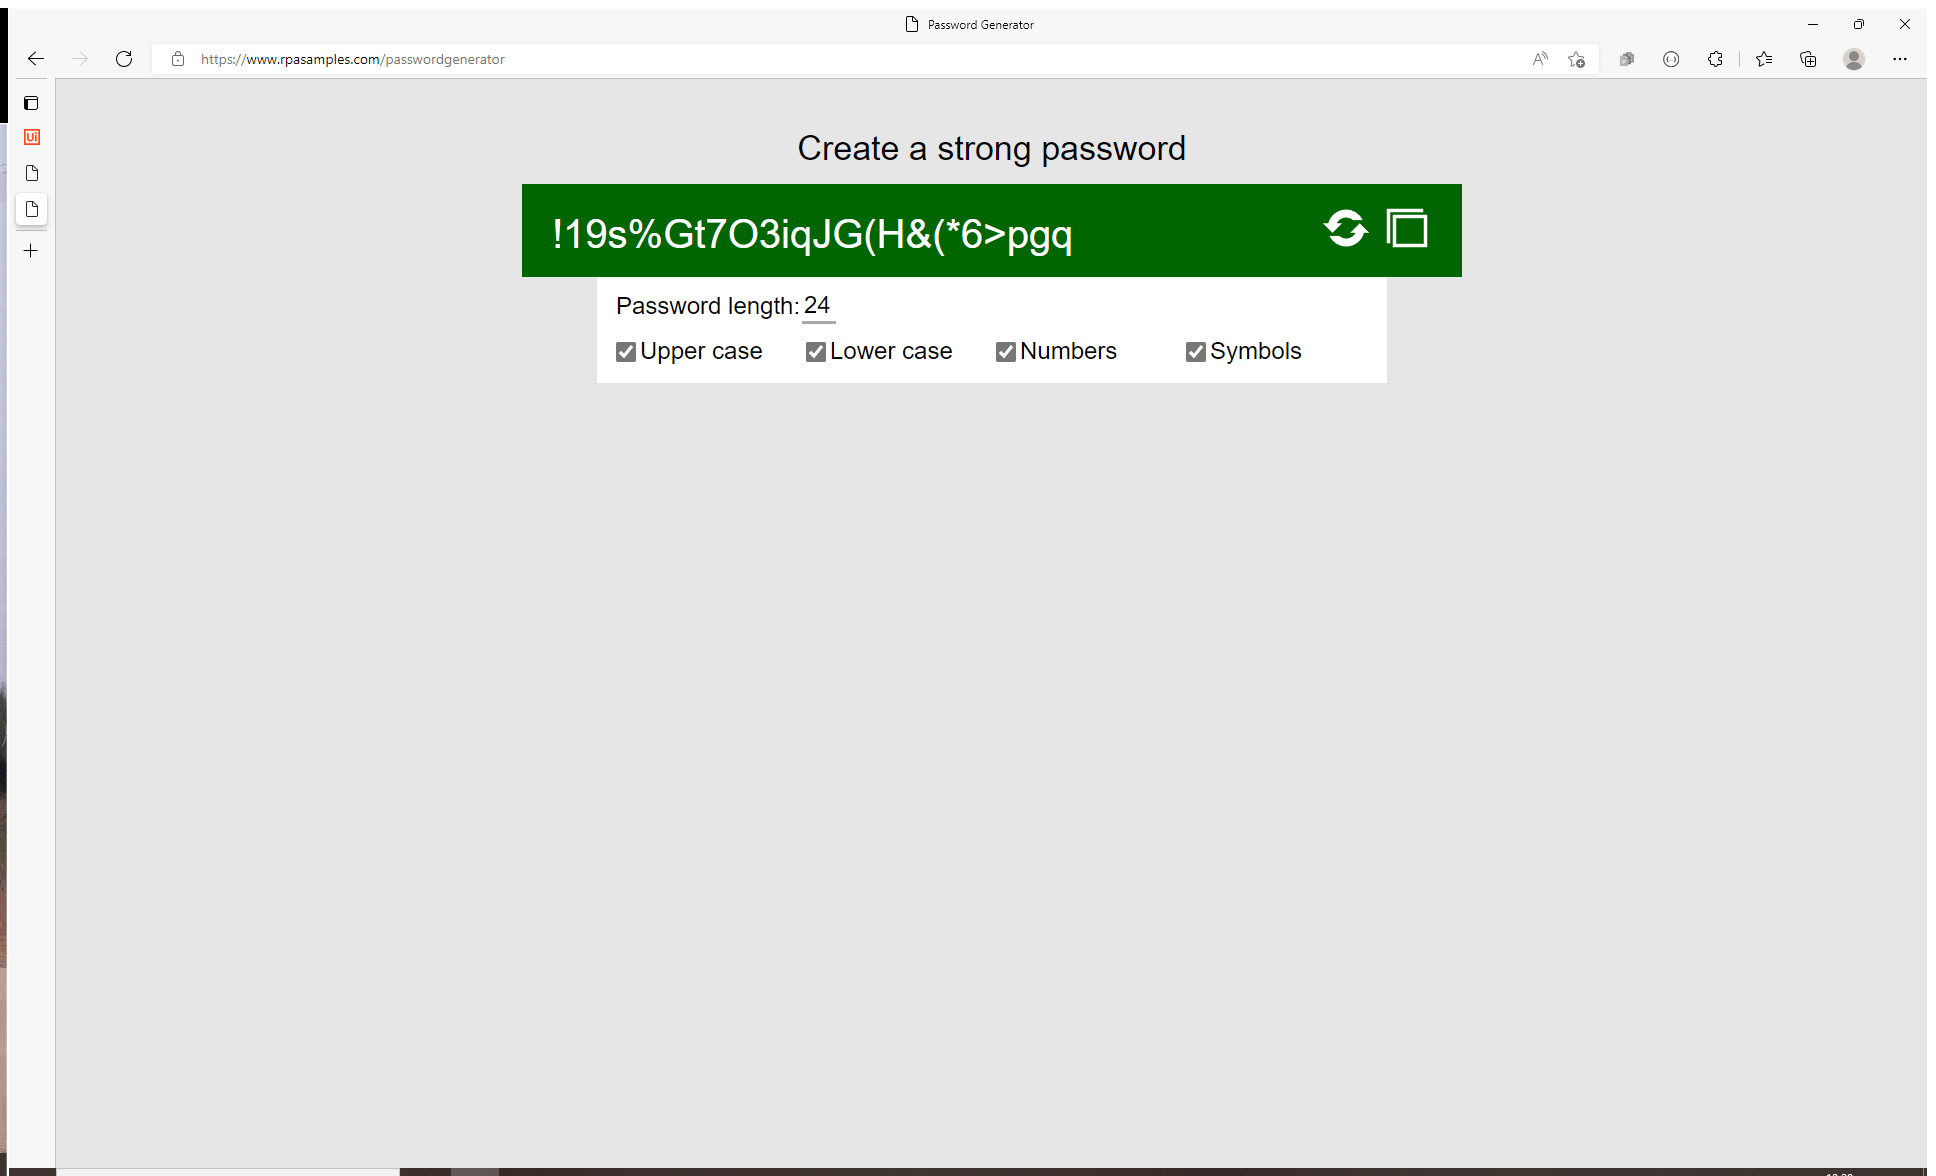 Password Generator
https://www.rpasamples.com/passwordgenerator
Ui
Create a strong password
!19s%Gt7O3iqJG(H&(*6>pgq
Password length: 24
Upper case Lower case Numbers Symbols